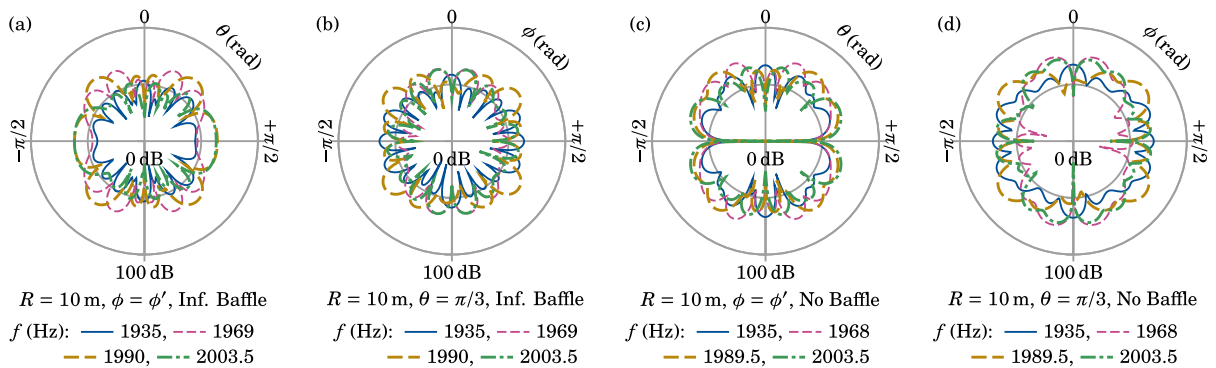 (a)
0
θ (rad)
−π/2
+π/2
0 dB
100 dB
R = 10 m, ϕ = ϕ′, Inf. Baffle
f (Hz): 1935, 1969
1990, 2003.5
(b)
0
ϕ (rad)
−π/2
+π/2
0 dB
100 dB
R = 10 m, θ = π/3, Inf. Baffle
f (Hz): 1935, 1969
1990, 2003.5
(c)
0
θ (rad)
−π/2
+π/2
0 dB
100 dB
R = 10 m, ϕ = ϕ′, No Baffle
f (Hz): 1935, 1968
1989.5, 2003.5
(d)
0
ϕ (rad)
−π/2
+π/2
0 dB
100 dB
R = 10 m, θ = π/3, No Baffle
f (Hz): 1935, 1968
1989.5, 2003.5